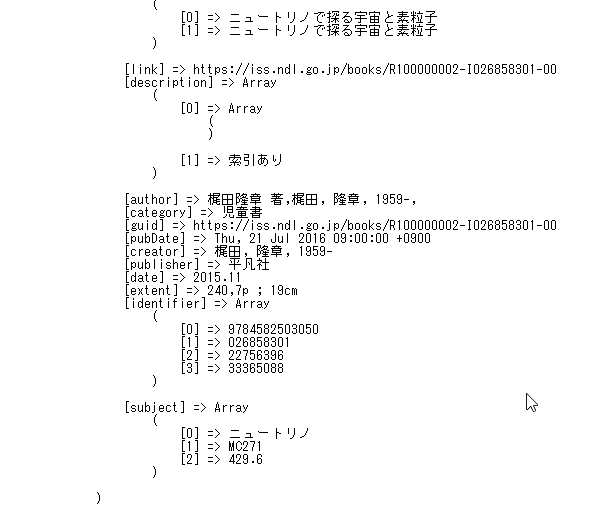 (
[0] => ニュートリノで探る宇宙と素粒子
[1] => ニュートリノで探る宇宙と素粒子
)
[link] => https://iss.ndl.go.jp/books/R100000002-I026858301-00
[description] => Array
(
[0] => Array
(
)
[1] => 索引あり
)
[author] => 梶田隆章 著,梶田, 隆章, 1959-,
[category] => 児童書
[guid] => https://iss.ndl.go.jp/books/R100000002-I026858301-00
[pubDate] => Thu, 21 Jul 2016 09:00:00 +0900
[creator] => 梶田, 隆章, 1959-
[publisher] => 平凡社
[date] => 2015.11
[extent] => 240,7p ; 19cm
[identifier] => Array
(
[0] => 9784582503050
[1] => 026858301
[2] => 22756396
[3] => 33365088
)
[subject] => Array
(
[0] => ニュートリノ
[1] => MC271
[2] => 429.6
)
)